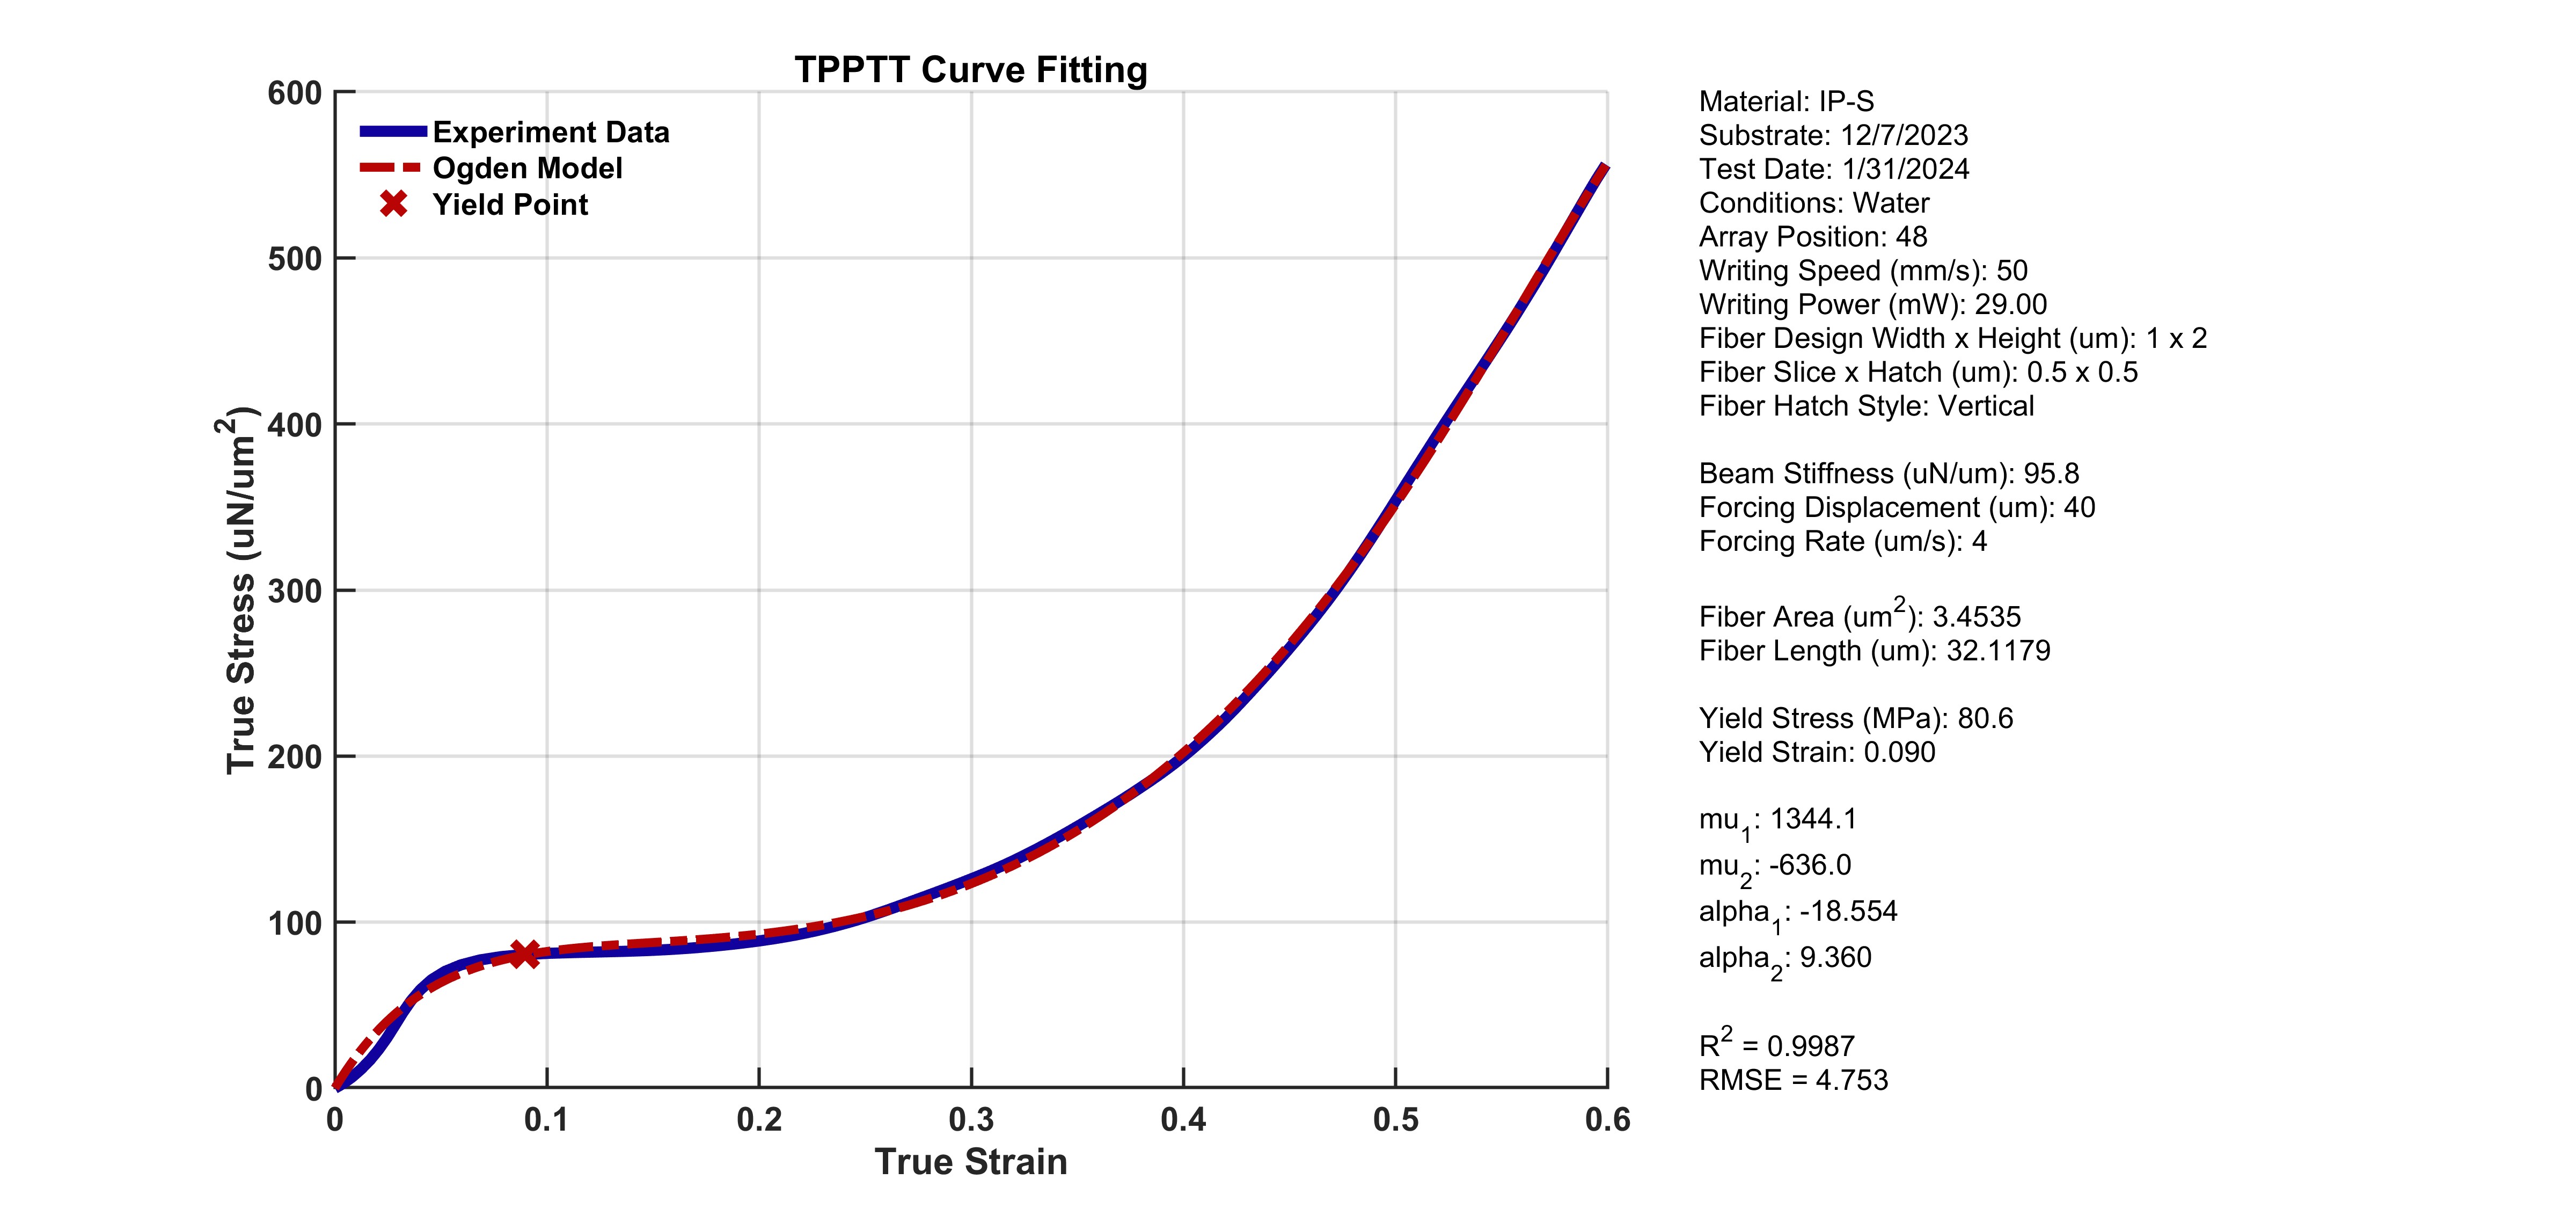 TPPTT Curve Fitting
600
500
400
300
200
100
0
True Stress (uN/um²)
Experiment Data
Ogden Model
Yield Point
0 0.1 0.2 0.3 0.4 0.5 0.6
True Strain
Material: IP-S
Substrate: 12/7/2023
Test Date: 1/31/2024
Conditions: Water
Array Position: 48
Writing Speed (mm/s): 50
Writing Power (mW): 29.00
Fiber Design Width x Height (um): 1 x 2
Fiber Slice x Hatch (um): 0.5 x 0.5
Fiber Hatch Style: Vertical
Beam Stiffness (uN/um): 95.8
Forcing Displacement (um): 40
Forcing Rate (um/s): 4
Fiber Area (um²): 3.4535
Fiber Length (um): 32.1179
Yield Stress (MPa): 80.6
Yield Strain: 0.090
mu₁: 1344.1
mu₂: -636.0
alpha₁: -18.554
alpha₂: 9.360
R² = 0.9987
RMSE = 4.753